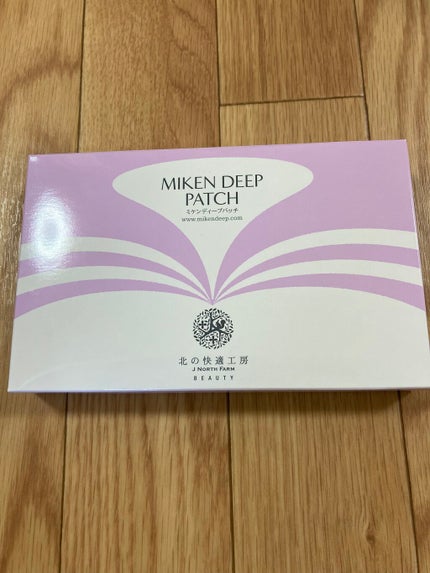 MIKEN DEEP
PATCH
ミケンディープパッチ
www.mikendeep.com
北の快適工房
J NORTH FARM
BEAUTY